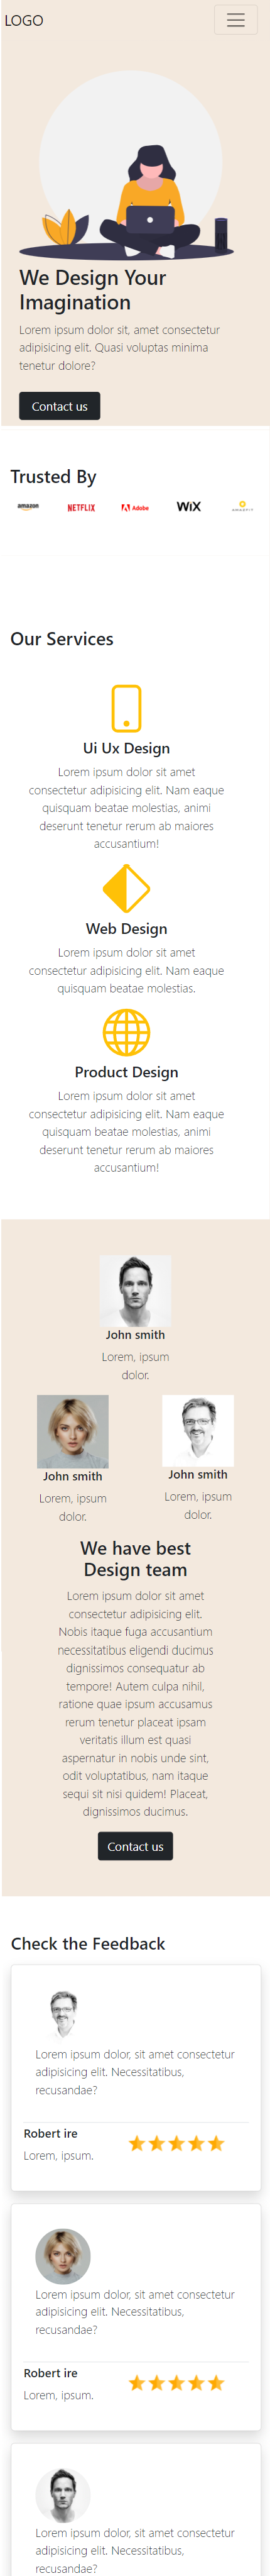 LOGO
We Design Your
Imagination
Lorem ipsum dolor sit, amet consectetur
adipisicing elit. Quasi voluptas minima
tenetur dolore?
Contact us
Trusted By
amazon NETFLIX Adobe WiX
Our Services
Ui Ux Design
Lorem ipsum dolor sit amet
consectetur adipisicing elit. Nam eaque
quisquam beatae molestias, animi
deserunt tenetur rerum ab maiores
accusantium!
Web Design
Lorem ipsum dolor sit amet
consectetur adipisicing elit. Nam eaque
quisquam beatae molestias.
Product Design
Lorem ipsum dolor sit amet
consectetur adipisicing elit. Nam eaque
quisquam beatae molestias, animi
deserunt tenetur rerum ab maiores
accusantium!
John smith
Lorem, ipsum
dolor.
John smith
Lorem, ipsum
dolor.
John smith
Lorem, ipsum
dolor.
We have best
Design team
Lorem ipsum dolor sit amet
consectetur adipisicing elit.
Nobis itaque fuga accusantium
necessitatibus eligendi ducimus
dignissimos consequatur ab
tempore! Autem culpa nihil,
ratione quae ipsum accusamus
rerum tenetur placeat ipsam
veritatis illum est quasi
aspernatur in nobis unde sint,
odit voluptatibus, nam itaque
sequi sit nisi quidem! Placeat,
dignissimos ducimus.
Contact us
Check the Feedback
Lorem ipsum dolor, sit amet consectetur
adipisicing elit. Necessitatibus,
recusandae?
Robert ire
Lorem, ipsum.
Lorem ipsum dolor, sit amet consectetur
adipisicing elit. Necessitatibus,
recusandae?
Robert ire
Lorem, ipsum.
Lorem ipsum dolor, sit amet consectetur
adipisicing elit. Necessitatibus,
recusandae?